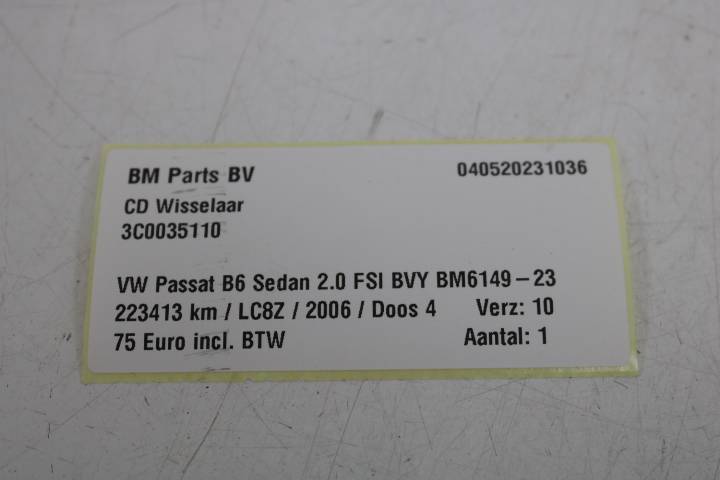 BM Parts BV 040520231036
CD Wisselaar
3C0035110
VW Passat B6 Sedan 2.0 FSI BVY BM6149-23
223413 km / LC8Z / 2006 / Doos 4 Verz: 10
75 Euro incl. BTW Aantal: 1